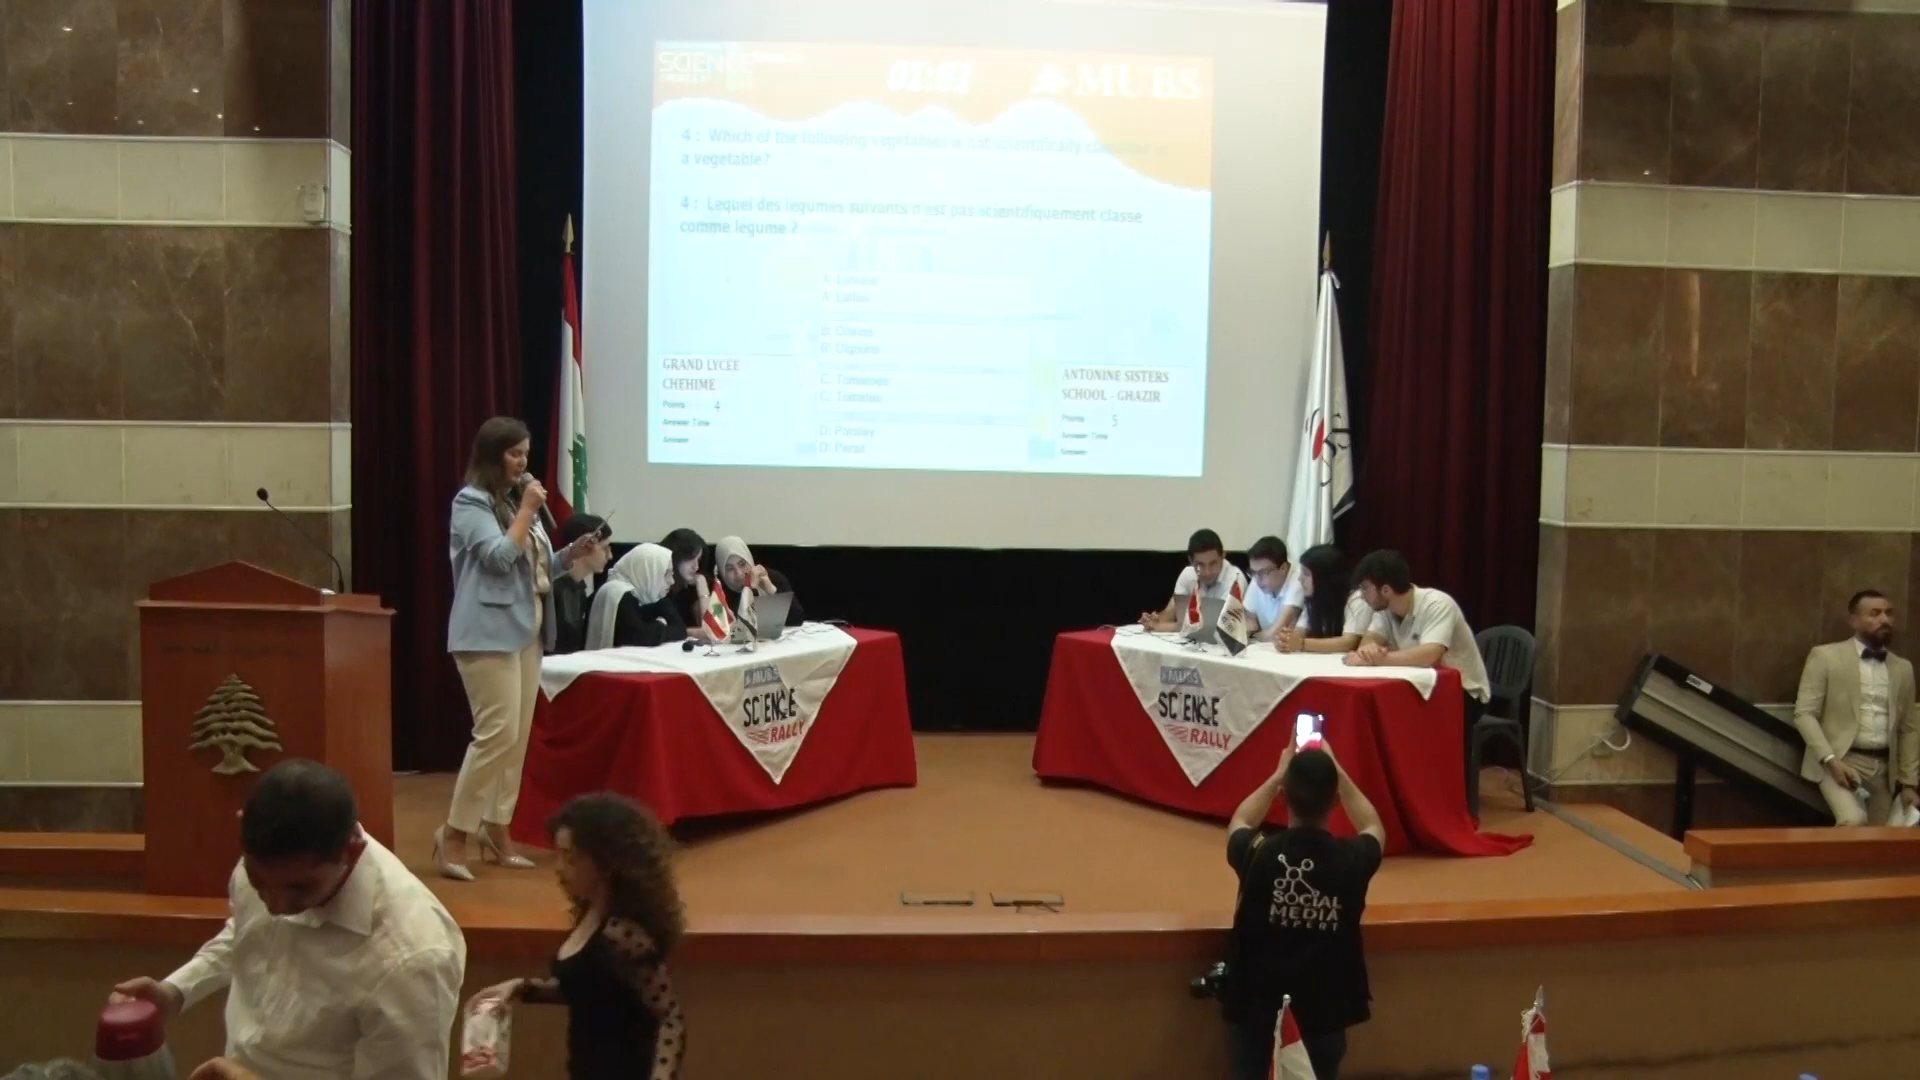 SCIENCE
RALLY
MUBS
4 : Which of the following vegetables is not scientifically classified as
a vegetable?
4 : Lequel des legumes suivants n'est pas scientifiquement classe
comme legume ?
A. Lettuce
A. Laitue
B. Onions
B. Oignons
C. Tomatoes
C. Tomates
D. Parsley
D. Persil
GRAND LYCÉE
CHEHIME
Points 4
Answer Time
Answer
ANTONINE SISTERS
SCHOOL - GHAZIR
Points 5
Answer Time
Answer
MUBS
SCIENCE
RALLY
MUBS
SCIENCE
RALLY
SOCIAL
MEDIA
EXPERT